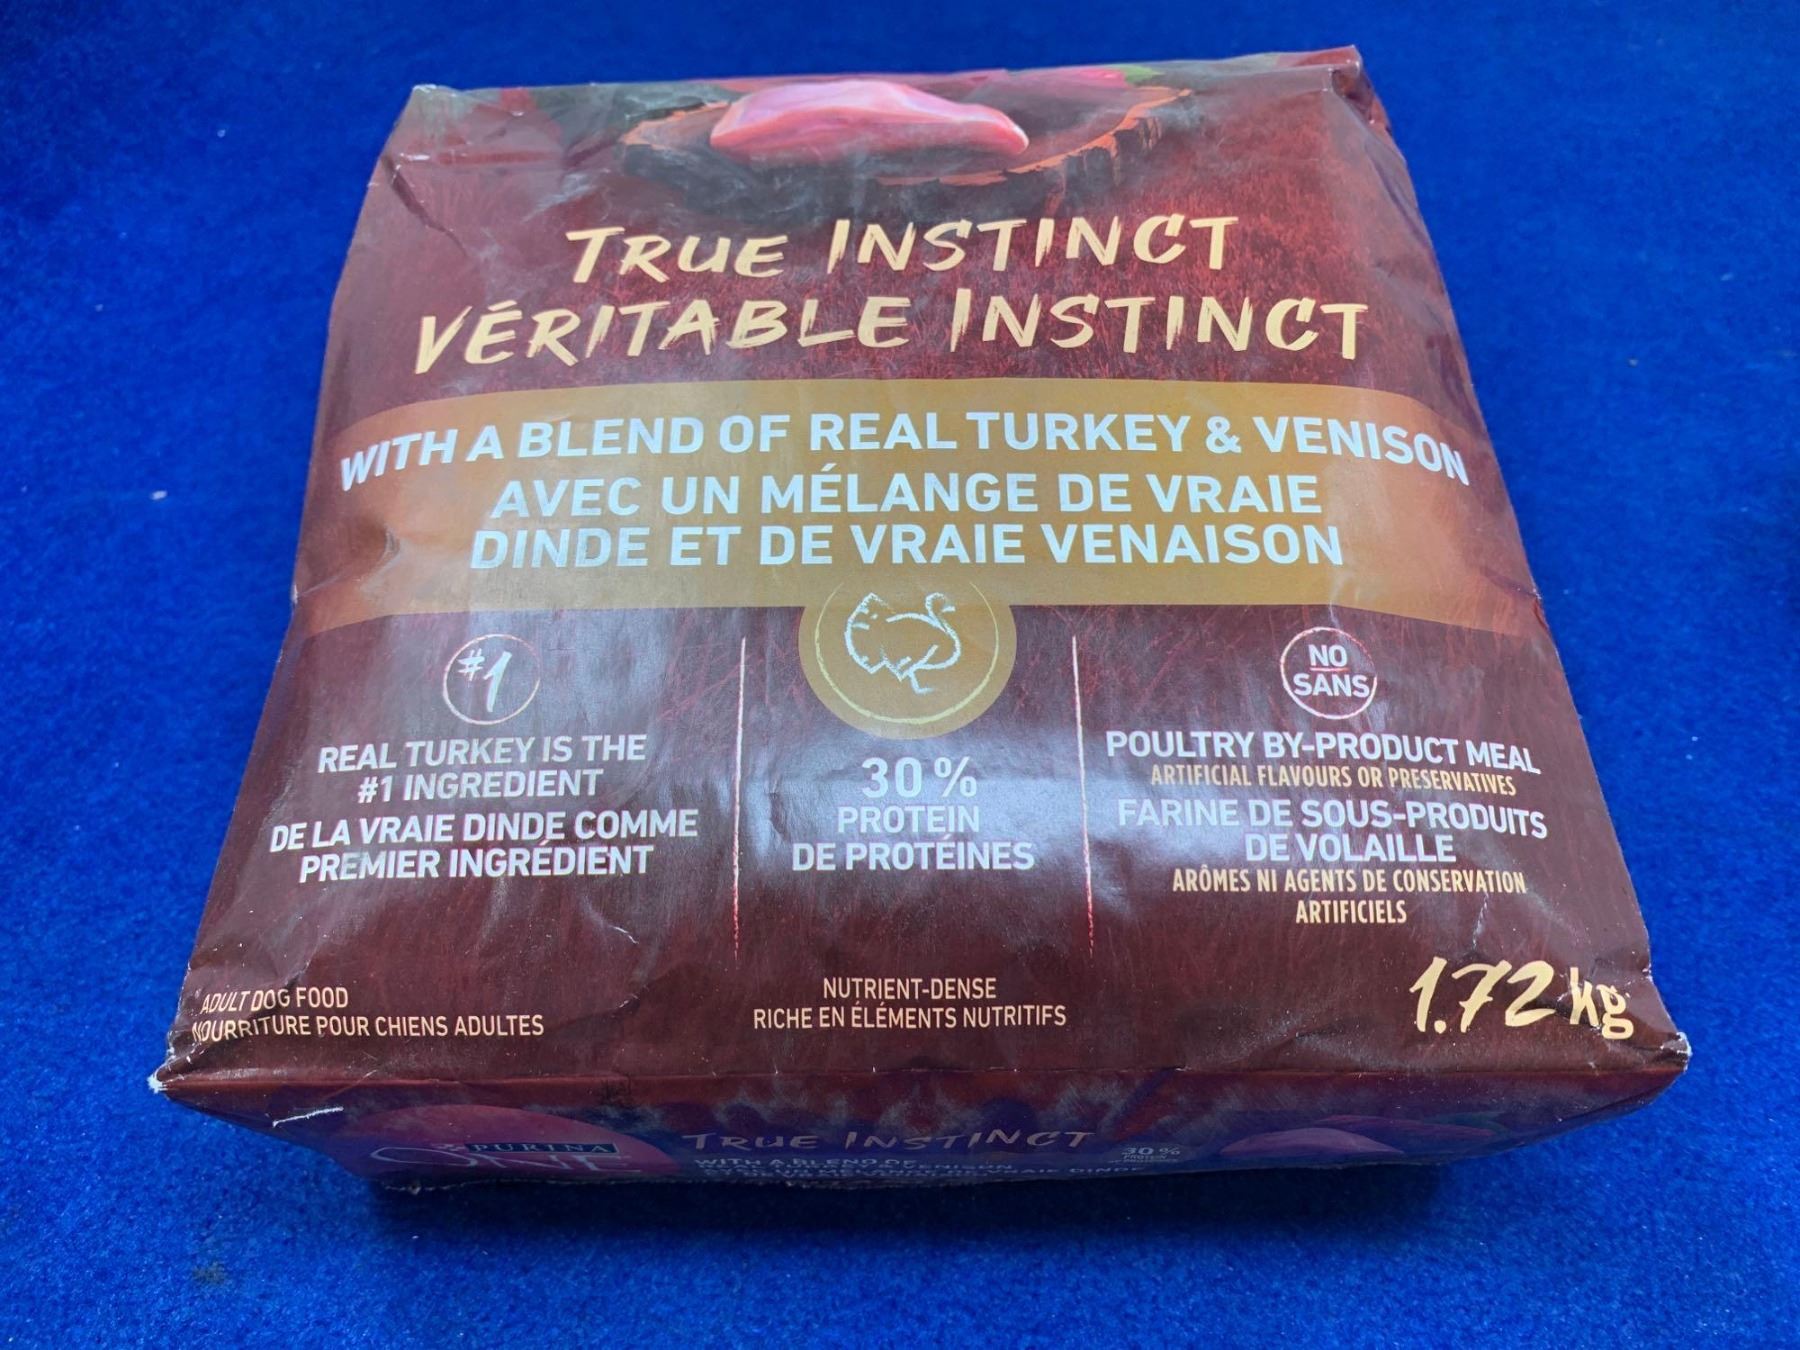 TRUE INSTINCT
VÉRITABLE INSTINCT
WITH A BLEND OF REAL TURKEY & VENISON
AVEC UN MÉLANGE DE VRAIE
DINDE ET DE VRAIE VENAISON
#1
REAL TURKEY IS THE
#1 INGREDIENT
DE LA VRAIE DINDE COMME
PREMIER INGRÉDIENT
30 %
PROTEIN
DE PROTÉINES
NO
SANS
POULTRY BY-PRODUCT MEAL
ARTIFICIAL FLAVOURS OR PRESERVATIVES
FARINE DE SOUS-PRODUITS
DE VOLAILLE
ARÔMES NI AGENTS DE CONSERVATION
ARTIFICIELS
ADULT DOG FOOD
NOURRITURE POUR CHIENS ADULTES
NUTRIENT-DENSE
RICHE EN ÉLÉMENTS NUTRITIFS
1.72 kg
PURINA
ONE
TRUE INSTINCT
WITH A BLEND OF
30 %
PROTEIN